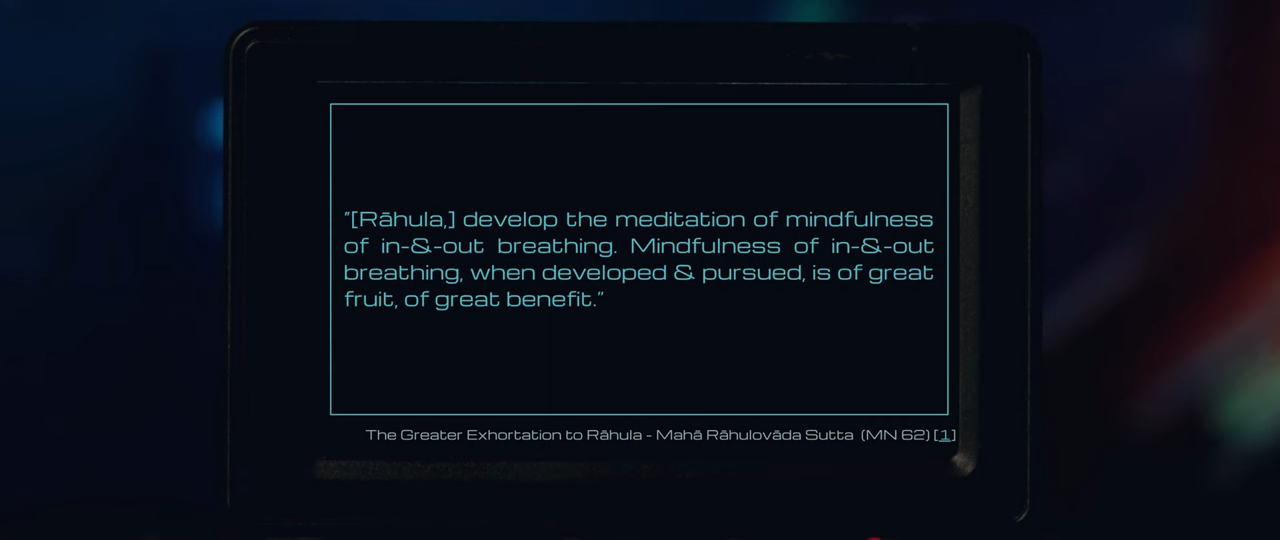 "[Rāhula,] develop the meditation of mindfulness
of in-&-out breathing. Mindfulness of in-&-out
breathing, when developed & pursued, is of great
fruit, of great benefit."
The Greater Exhortation to Rāhula - Mahā Rāhulovāda Sutta (MN 62) [1]